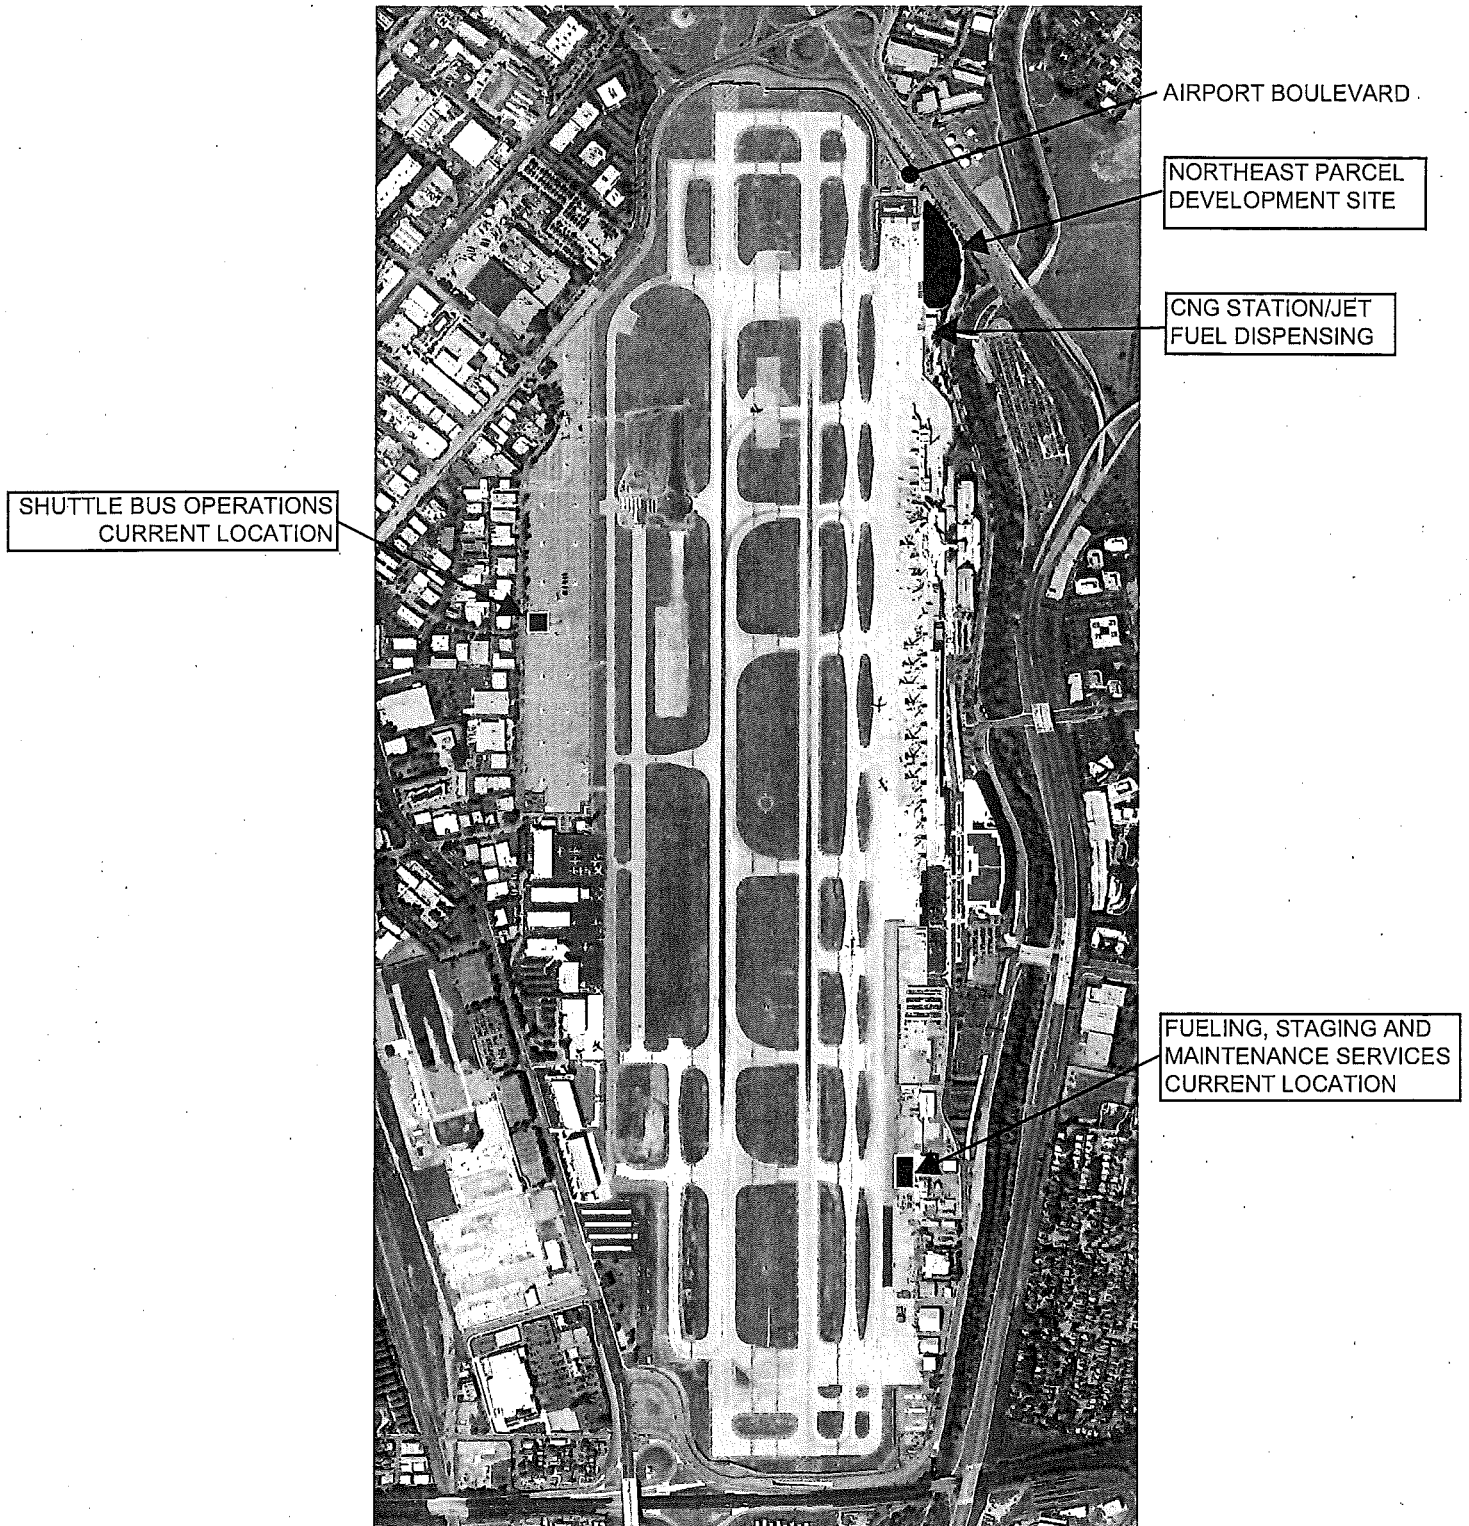 AIRPORT BOULEVARD
NORTHEAST PARCEL
DEVELOPMENT SITE
CNG STATION/JET
FUEL DISPENSING
SHUTTLE BUS OPERATIONS
CURRENT LOCATION
FUELING, STAGING AND
MAINTENANCE SERVICES
CURRENT LOCATION